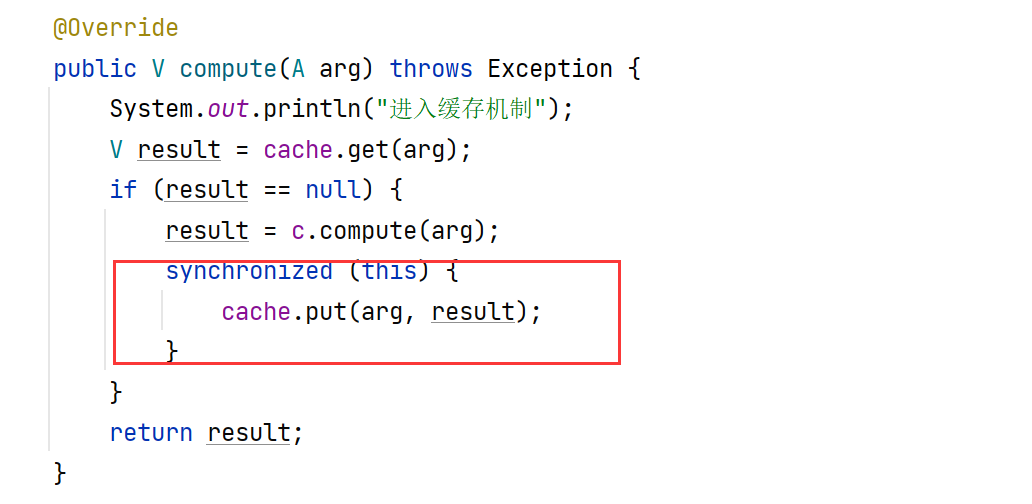 @Override
public V compute(A arg) throws Exception {
    System.out.println("进入缓存机制");
    V result = cache.get(arg);
    if (result == null) {
        result = c.compute(arg);
        synchronized (this) {
            cache.put(arg, result);
        }
    }
    return result;
}